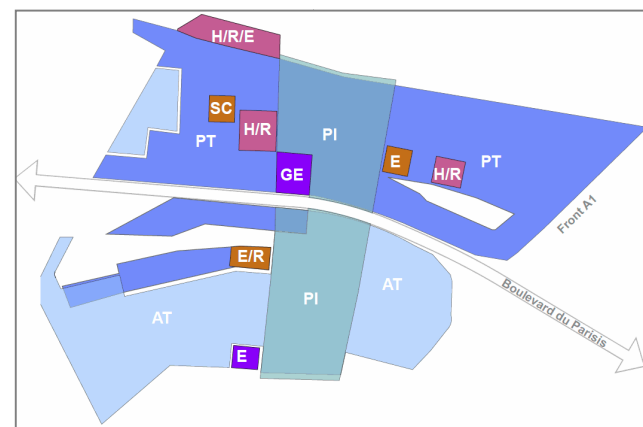 H/R/E
SC
H/R
PT
PI
GE
E
H/R
PT
Front A1
E/R
AT
PI
AT
Boulevard du Parisis
E